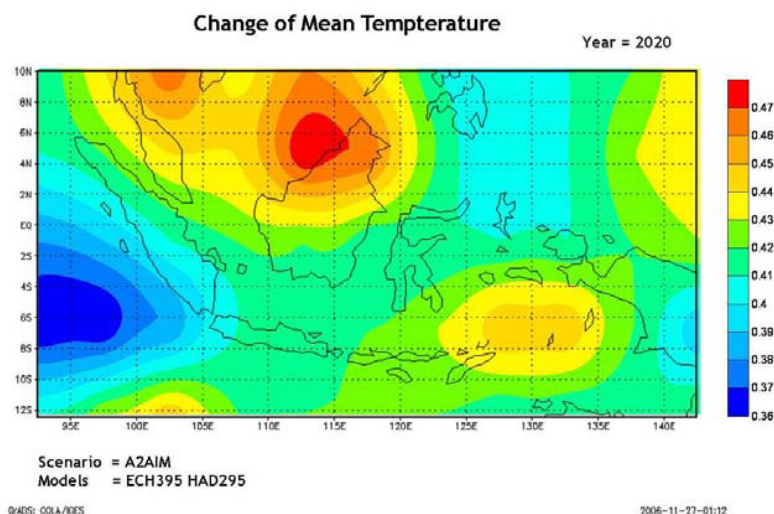 Change of Mean Tempterature
Year = 2020
10N
8N
6N
4N
2N
EQ
2S
4S
6S
8S
10S
12S
95E 100E 105E 110E 115E 120E 125E 130E 135E 140E
0.47
0.46
0.45
0.44
0.43
0.42
0.41
0.4
0.39
0.38
0.37
0.36
Scenario = A2AIM
Models = ECH395 HAD295
GrADS: COLA/IGES 2006-11-27-01:12